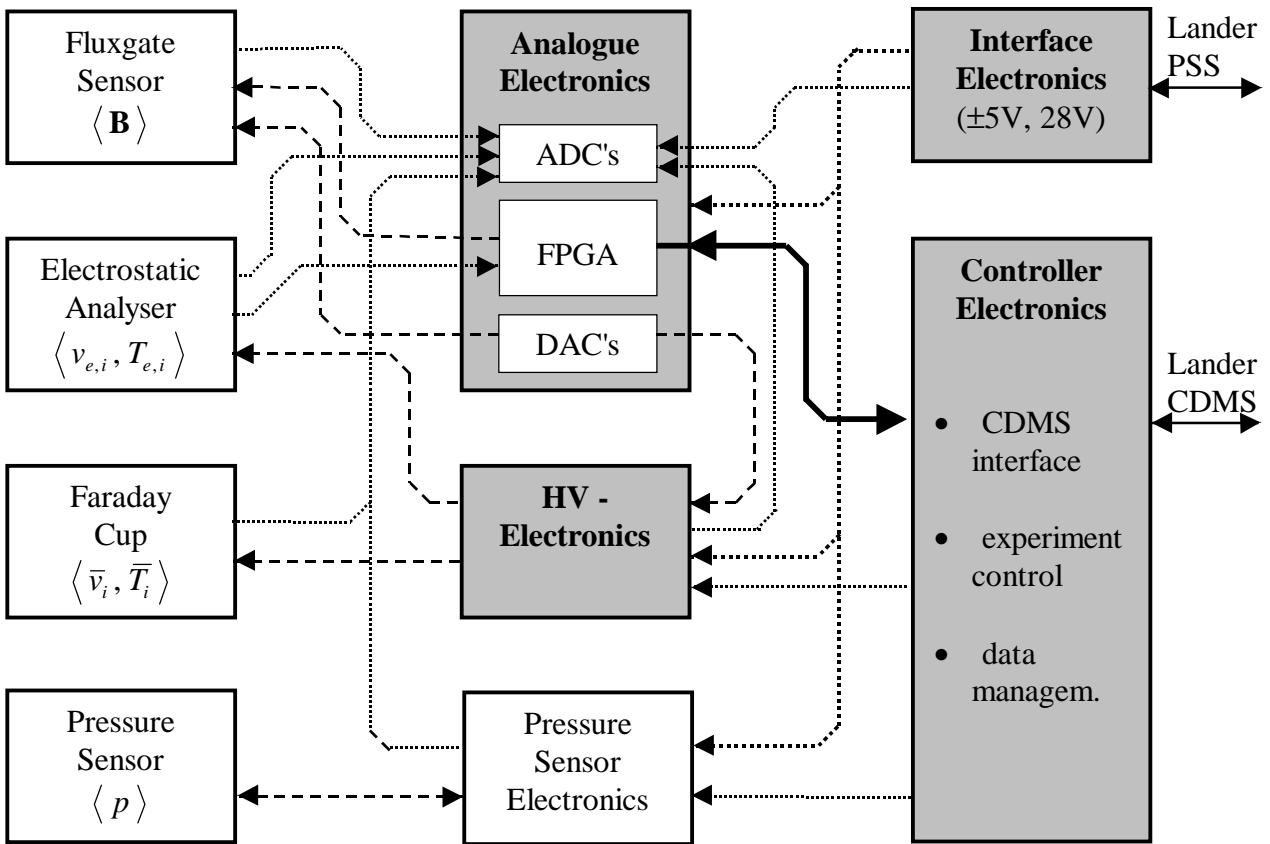 Fluxgate
Sensor
⟨ B ⟩
Electrostatic
Analyser
⟨ v_{e,i} , T_{e,i} ⟩
Faraday
Cup
⟨ v̅_i , T̅_i ⟩
Pressure
Sensor
⟨ p ⟩
Analogue
Electronics
ADC's
FPGA
DAC's
HV -
Electronics
Pressure
Sensor
Electronics
Interface
Electronics
(±5V, 28V)
Controller
Electronics
• CDMS
interface
• experiment
control
• data
managem.
Lander
PSS
Lander
CDMS